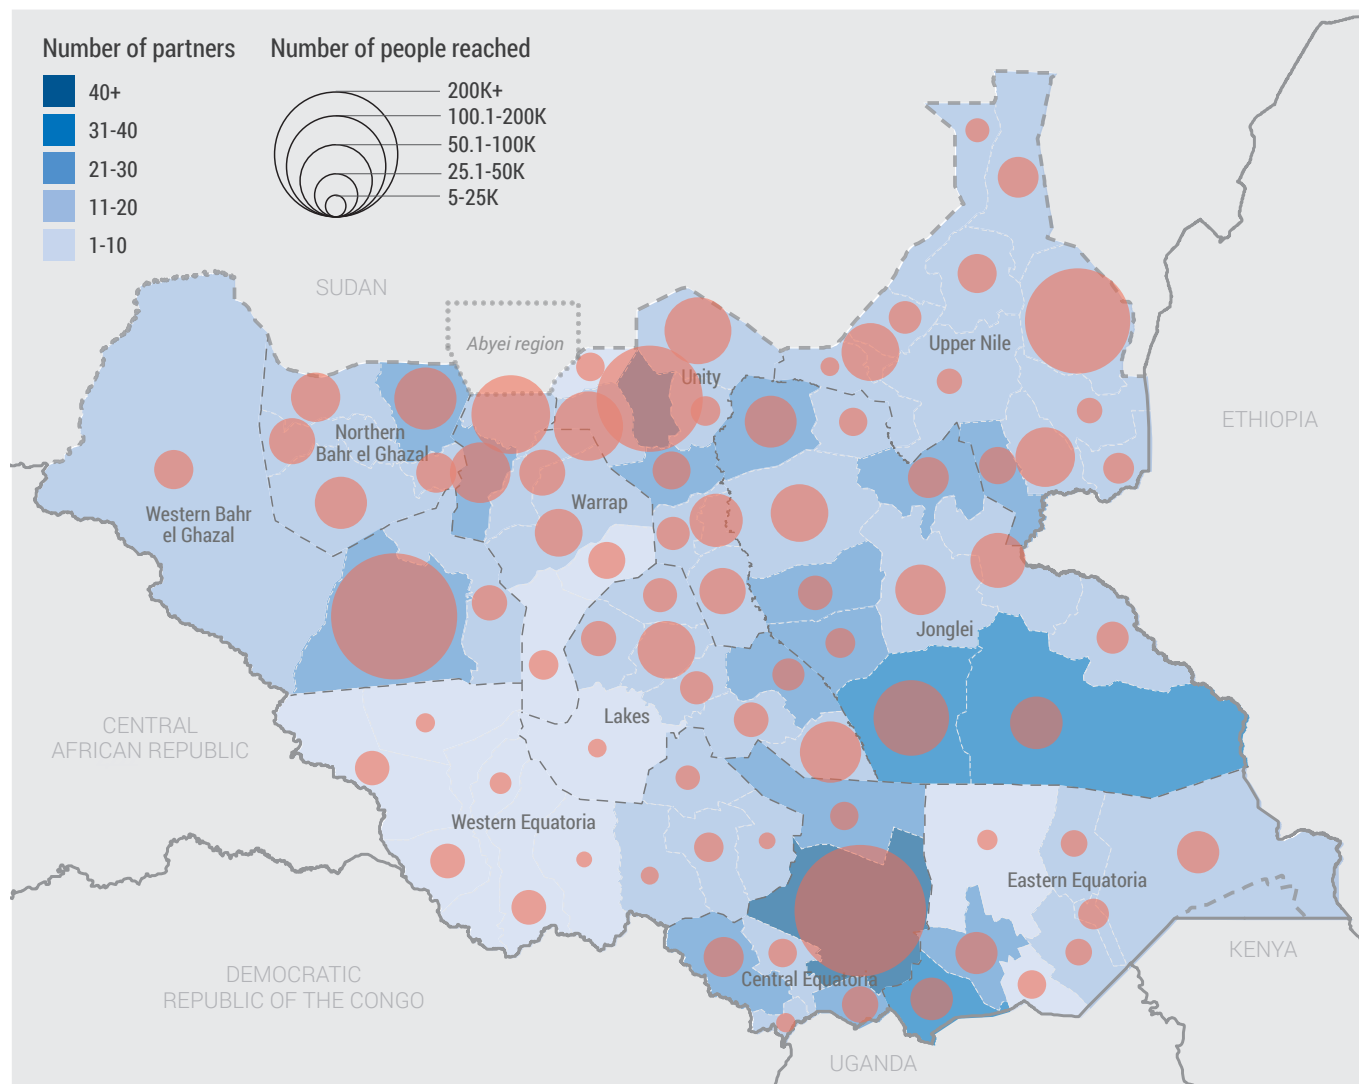 Number of partners
40+
31-40
21-30
11-20
1-10
Number of people reached
200K+
100.1-200K
50.1-100K
25.1-50K
5-25K
SUDAN
Abyei region
Unity
Upper Nile
ETHIOPIA
Northern
Bahr el Ghazal
Western Bahr
el Ghazal
Warrap
Jonglei
Lakes
CENTRAL
AFRICAN REPUBLIC
Western Equatoria
Eastern Equatoria
Central Equatoria
KENYA
DEMOCRATIC
REPUBLIC OF THE CONGO
UGANDA